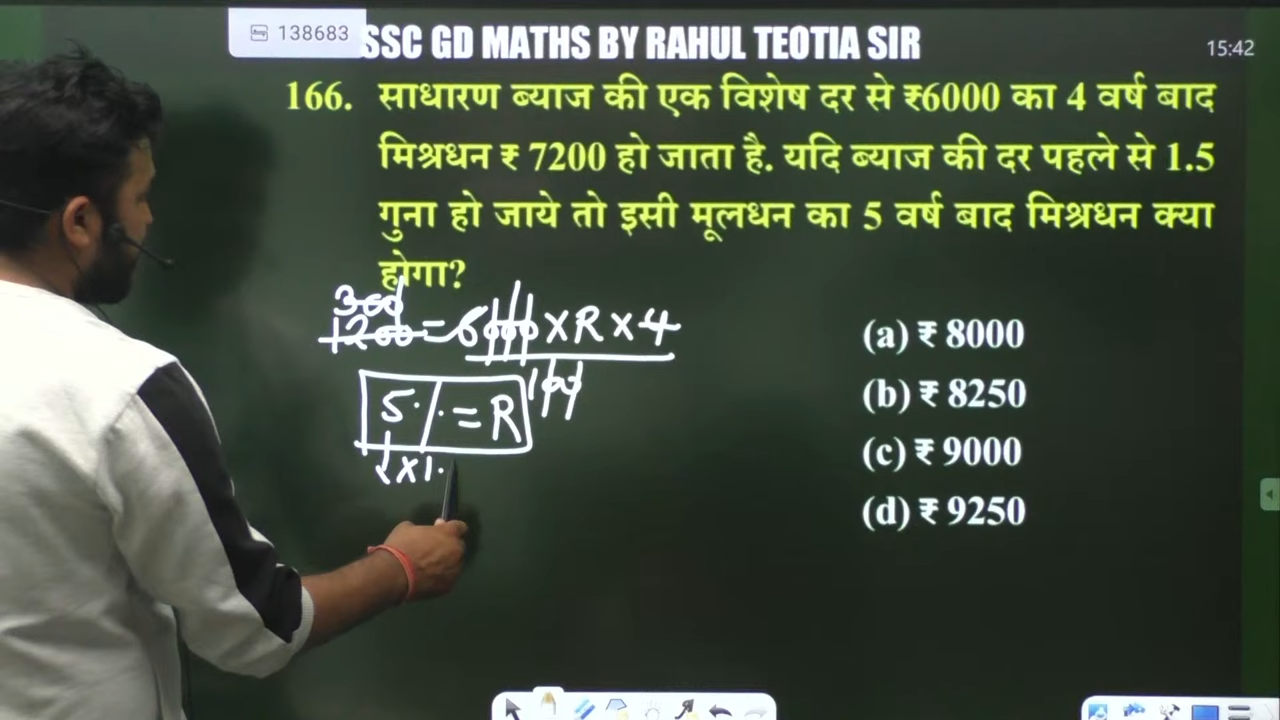 138683
SSC GD MATHS BY RAHUL TEOTIA SIR
15:42
166. साधारण ब्याज की एक विशेष दर से ₹6000 का 4 वर्ष बाद
मिश्रधन ₹ 7200 हो जाता है. यदि ब्याज की दर पहले से 1.5
गुना हो जाये तो इसी मूलधन का 5 वर्ष बाद मिश्रधन क्या
होगा?
300
1200 = 6000 × R × 4
100
5% = R
×1.
(a) ₹ 8000
(b) ₹ 8250
(c) ₹ 9000
(d) ₹ 9250